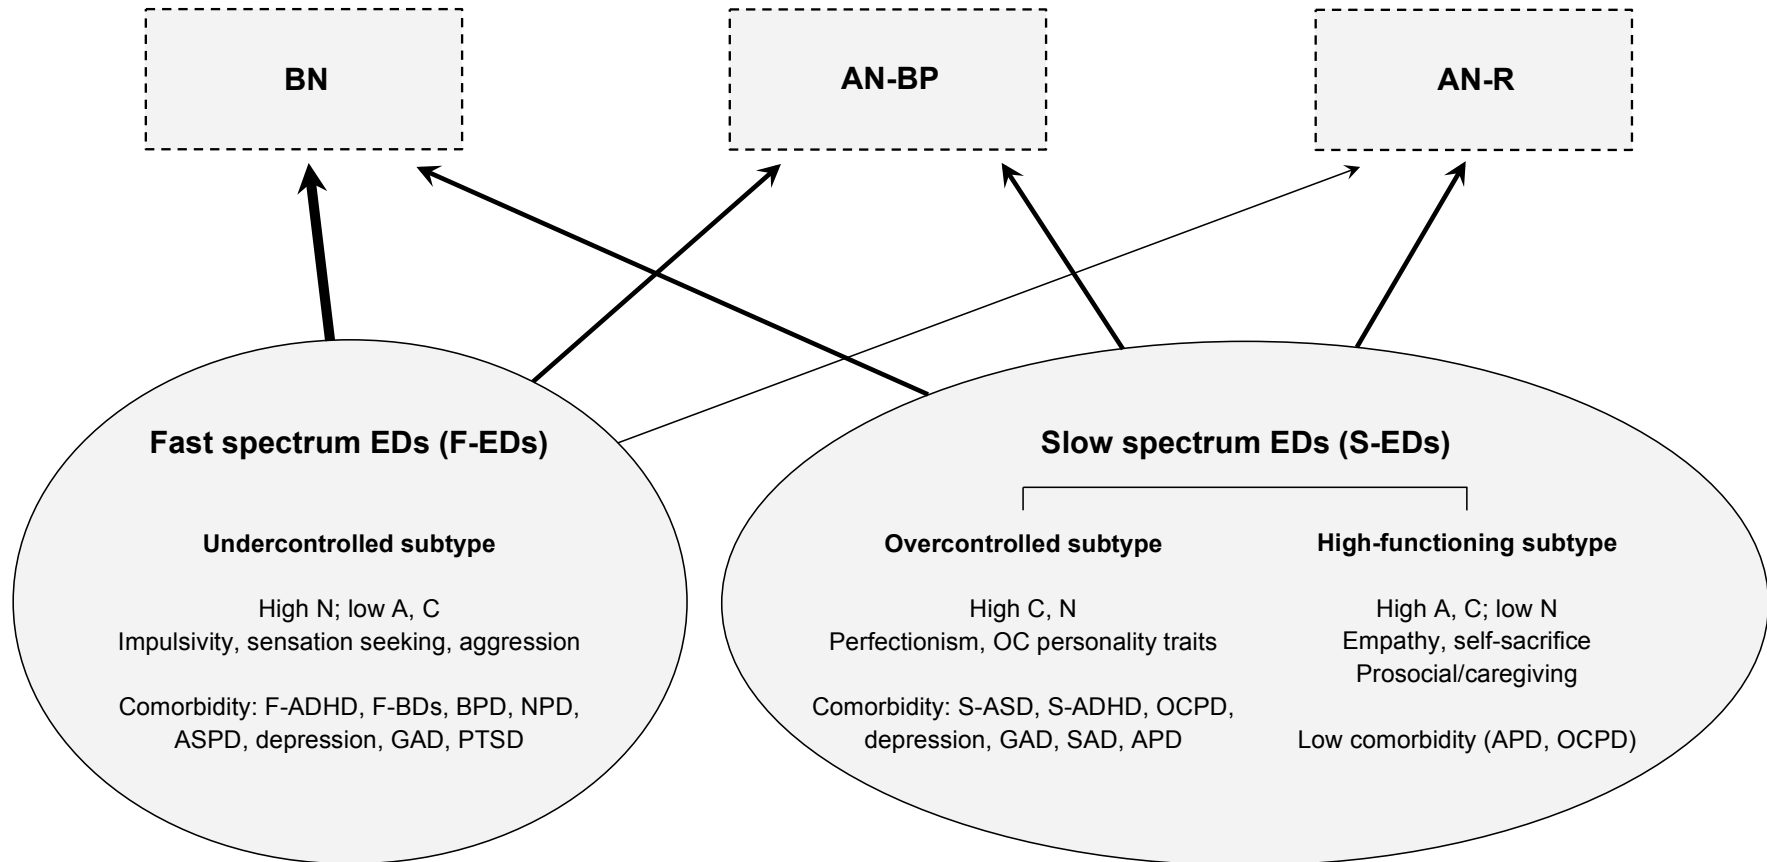 BN
AN-BP
AN-R
Fast spectrum EDs (F-EDs)
Undercontrolled subtype
High N; low A, C
Impulsivity, sensation seeking, aggression
Comorbidity: F-ADHD, F-BDs, BPD, NPD,
ASPD, depression, GAD, PTSD
Slow spectrum EDs (S-EDs)
Overcontrolled subtype
High C, N
Perfectionism, OC personality traits
Comorbidity: S-ASD, S-ADHD, OCPD,
depression, GAD, SAD, APD
High-functioning subtype
High A, C; low N
Empathy, self-sacrifice
Prosocial/caregiving
Low comorbidity (APD, OCPD)